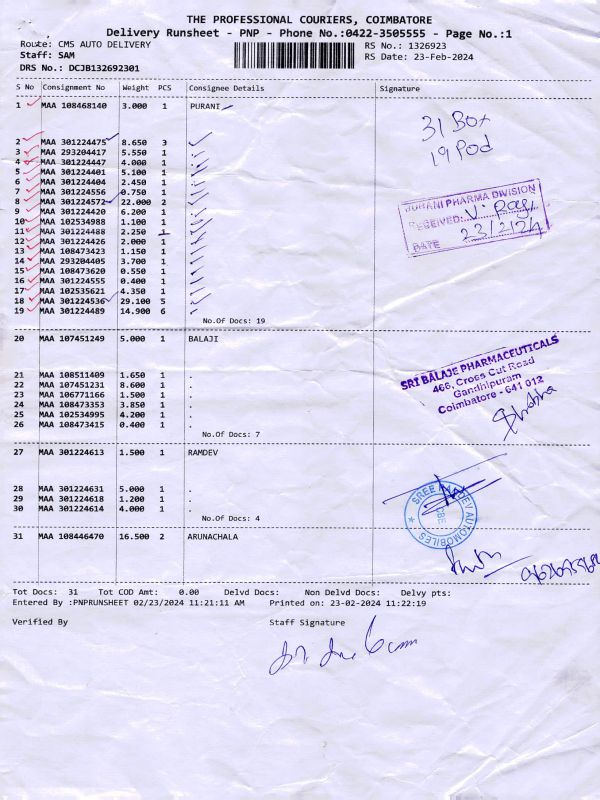 THE PROFESSIONAL COURIERS, COIMBATORE
Delivery Runsheet - PNP - Phone No.:0422-3505555 - Page No.:1
Route: CMS AUTO DELIVERY RS No.: 1326923
Staff: SAM RS Date: 23-Feb-2024
DRS No.: DCJB132692301
S No Consignment No Weight PCS Consignee Details Signature
1 MAA 108468140 3.000 1 PURANI
31 Box
19 Pod
2 MAA 301224475 8.650 3
3 MAA 293204417 5.550 1 .
4 MAA 301224447 4.000 1 .
5 MAA 301224401 5.100 1 .
6 MAA 301224404 2.450 1 .
7 MAA 301224556 0.750 1 .
8 MAA 301224572 22.000 2 .
9 MAA 301224420 6.200 1 .
10 MAA 102534988 1.100 1 .
11 MAA 301224488 2.250 1 .
12 MAA 301224426 2.000 1 .
13 MAA 108473423 1.150 1 .
14 MAA 293204405 3.700 1 .
15 MAA 108473620 0.550 1 .
16 MAA 301224555 0.400 1 .
17 MAA 102535621 4.350 1 .
18 MAA 301224536 29.100 5 .
19 MAA 301224489 14.900 6 .
No.Of Docs: 19
PHARMA DIVISION
RECEIVED:
DATE 23/2/24
20 MAA 107451249 5.000 1 BALAJI
21 MAA 108511409 1.650 1 .
22 MAA 107451231 8.600 1 .
23 MAA 106771166 1.500 1 .
24 MAA 108473353 3.850 1 .
25 MAA 102534995 4.200 1 .
26 MAA 108473415 0.400 1 .
No.Of Docs: 7
SRI BALAJE PHARMACEUTICALS
466, Cross Cut Road
Gandhipuram
Coimbatore - 641 012
27 MAA 301224613 1.500 1 RAMDEV
28 MAA 301224631 5.000 1 .
29 MAA 301224618 1.200 1 .
30 MAA 301224614 4.000 1 .
No.Of Docs: 4
SREE RAMDEV AUTOMOBILES
CBE
31 MAA 108446470 16.500 2 ARUNACHALA
Tot Docs: 31 Tot COD Amt: 0.00 Delvd Docs: Non Delvd Docs: Delvy pts:
Entered By :PNPRUNSHEET 02/23/2024 11:21:11 AM Printed on: 23-02-2024 11:22:19
Verified By Staff Signature